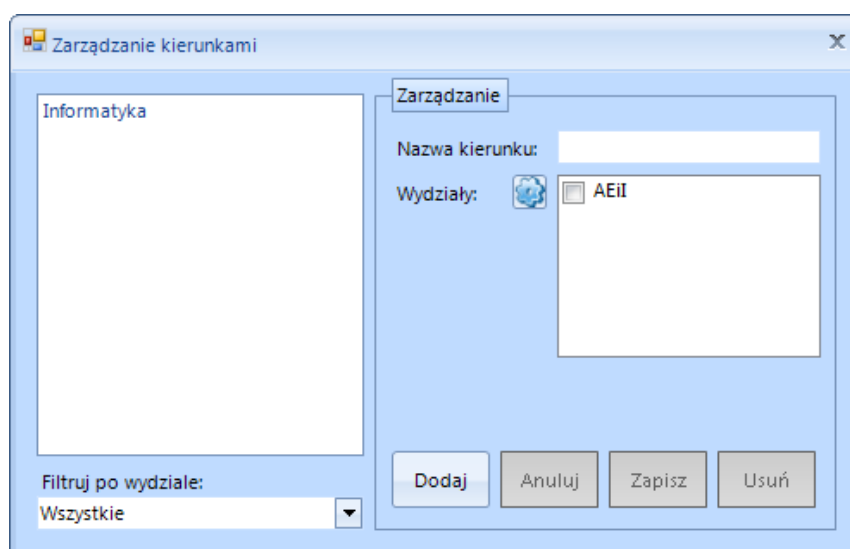 Zarządzanie kierunkami
Informatyka
Filtruj po wydziale:
Wszystkie
Zarządzanie
Nazwa kierunku:
Wydziały:
AEiI
Dodaj
Anuluj
Zapisz
Usuń